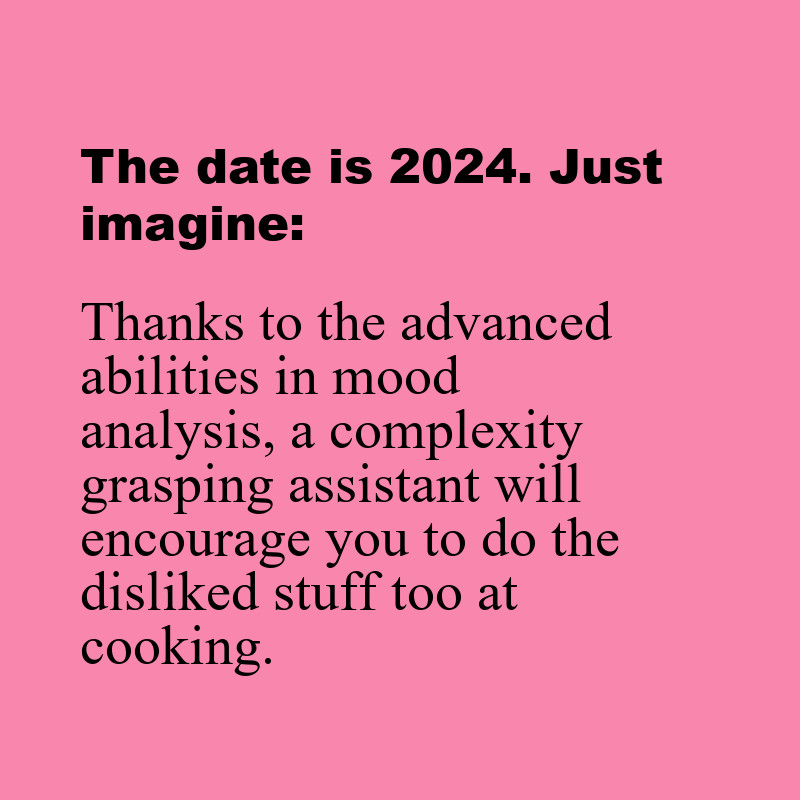 The date is 2024. Just
imagine:
Thanks to the advanced
abilities in mood
analysis, a complexity
grasping assistant will
encourage you to do the
disliked stuff too at
cooking.